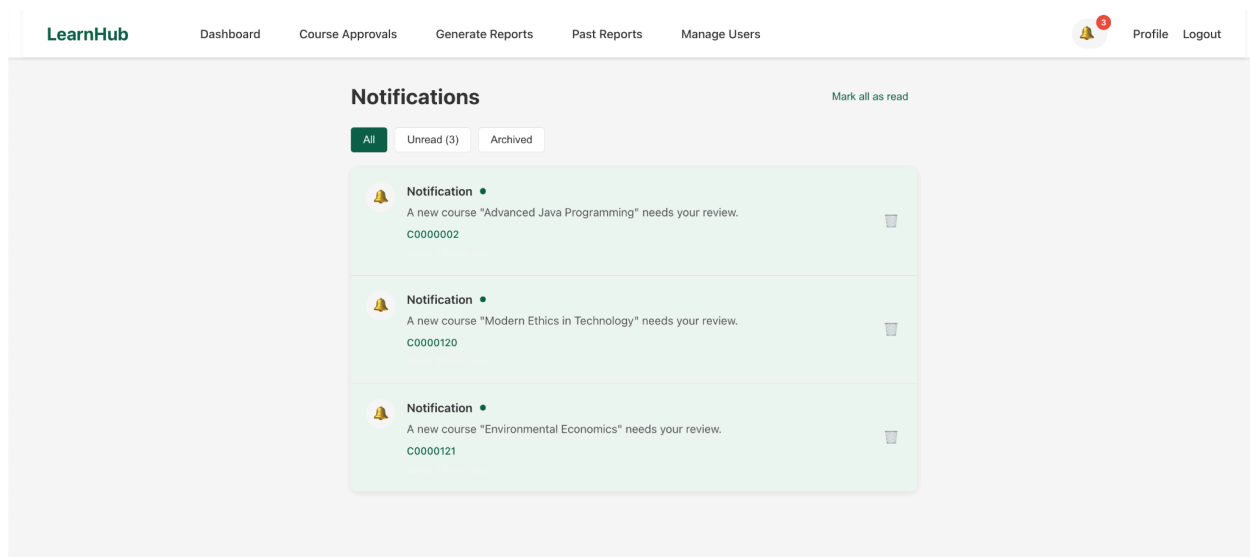 LearnHub
Dashboard
Course Approvals
Generate Reports
Past Reports
Manage Users
3
Profile
Logout
Notifications
Mark all as read
All
Unread (3)
Archived
Notification
A new course "Advanced Java Programming" needs your review.
C0000002
Notification
A new course "Modern Ethics in Technology" needs your review.
C0000120
Notification
A new course "Environmental Economics" needs your review.
C0000121